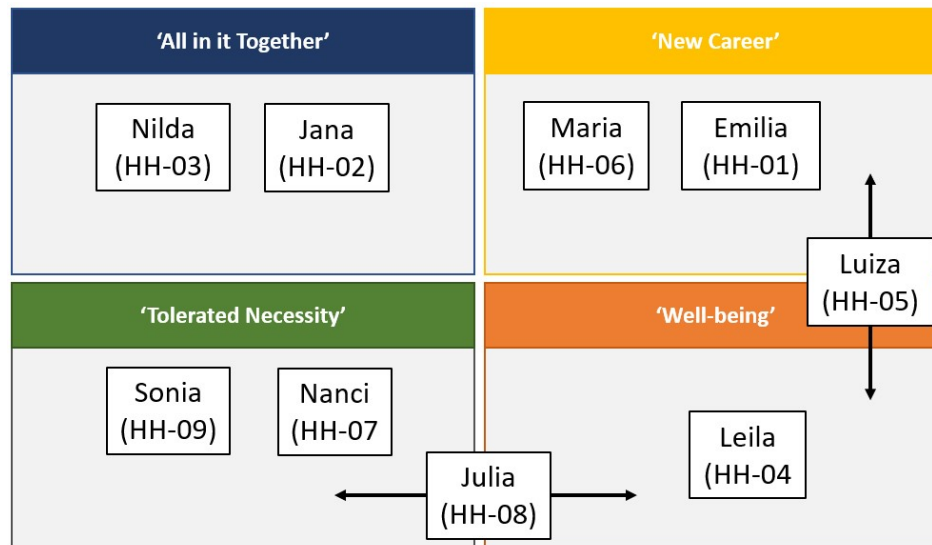 ‘All in it Together’
‘New Career’
Nilda
(HH-03)
Jana
(HH-02)
Maria
(HH-06)
Emilia
(HH-01)
Luiza
(HH-05)
‘Tolerated Necessity’
‘Well-being’
Sonia
(HH-09)
Nanci
(HH-07
Leila
(HH-04
Julia
(HH-08)